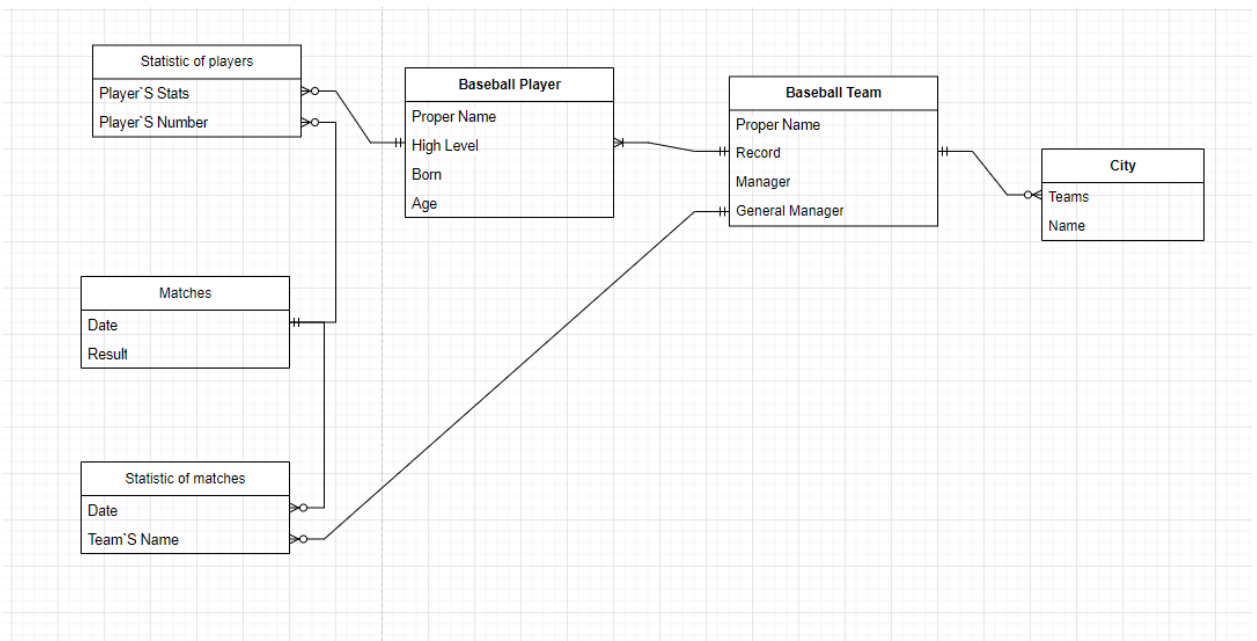 Statistic of players
Player`S Stats
Player`S Number
Baseball Player
Proper Name
High Level
Born
Age
Baseball Team
Proper Name
Record
Manager
General Manager
City
Teams
Name
Matches
Date
Result
Statistic of matches
Date
Team`S Name